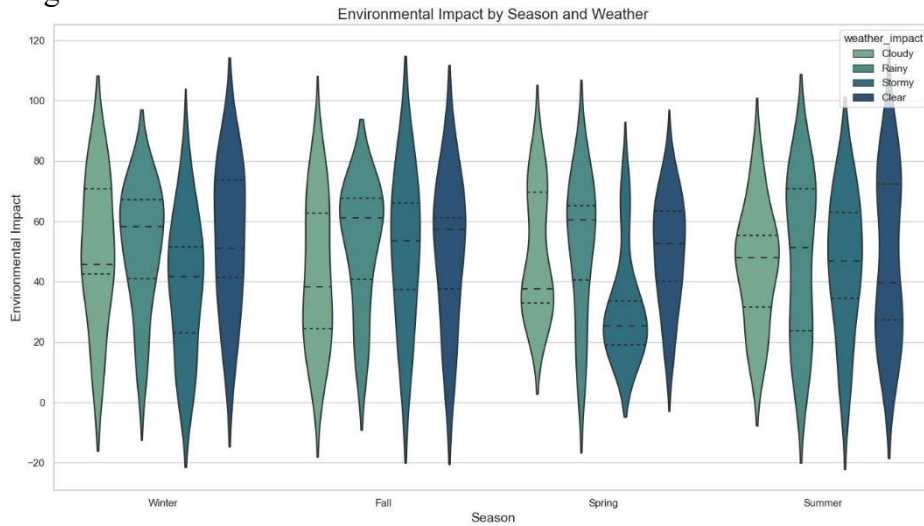 Environmental Impact by Season and Weather
weather_impact
Cloudy
Rainy
Stormy
Clear
120
100
80
60
40
20
0
−20
Environmental Impact
Winter
Fall
Spring
Summer
Season